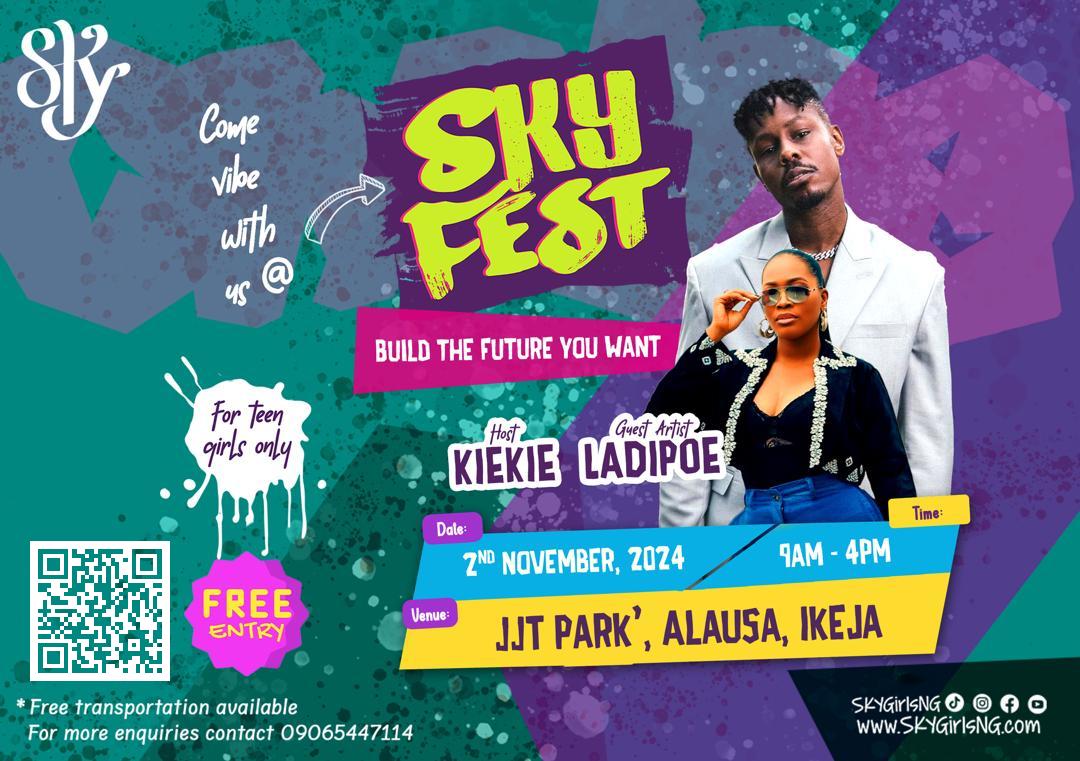 Sky
Come
vibe
with
us @
SKY
FEST
BUILD THE FUTURE YOU WANT
For teen
girls only
Host
KIEKIE
Guest Artist
LADIPOE
Date:
2ND NOVEMBER, 2024
Time:
9AM - 4PM
Venue:
JJT PARK', ALAUSA, IKEJA
FREE
ENTRY
* Free transportation available
For more enquiries contact 09065447114
SKYGirlsNG
www.SKYGirlsNG.com